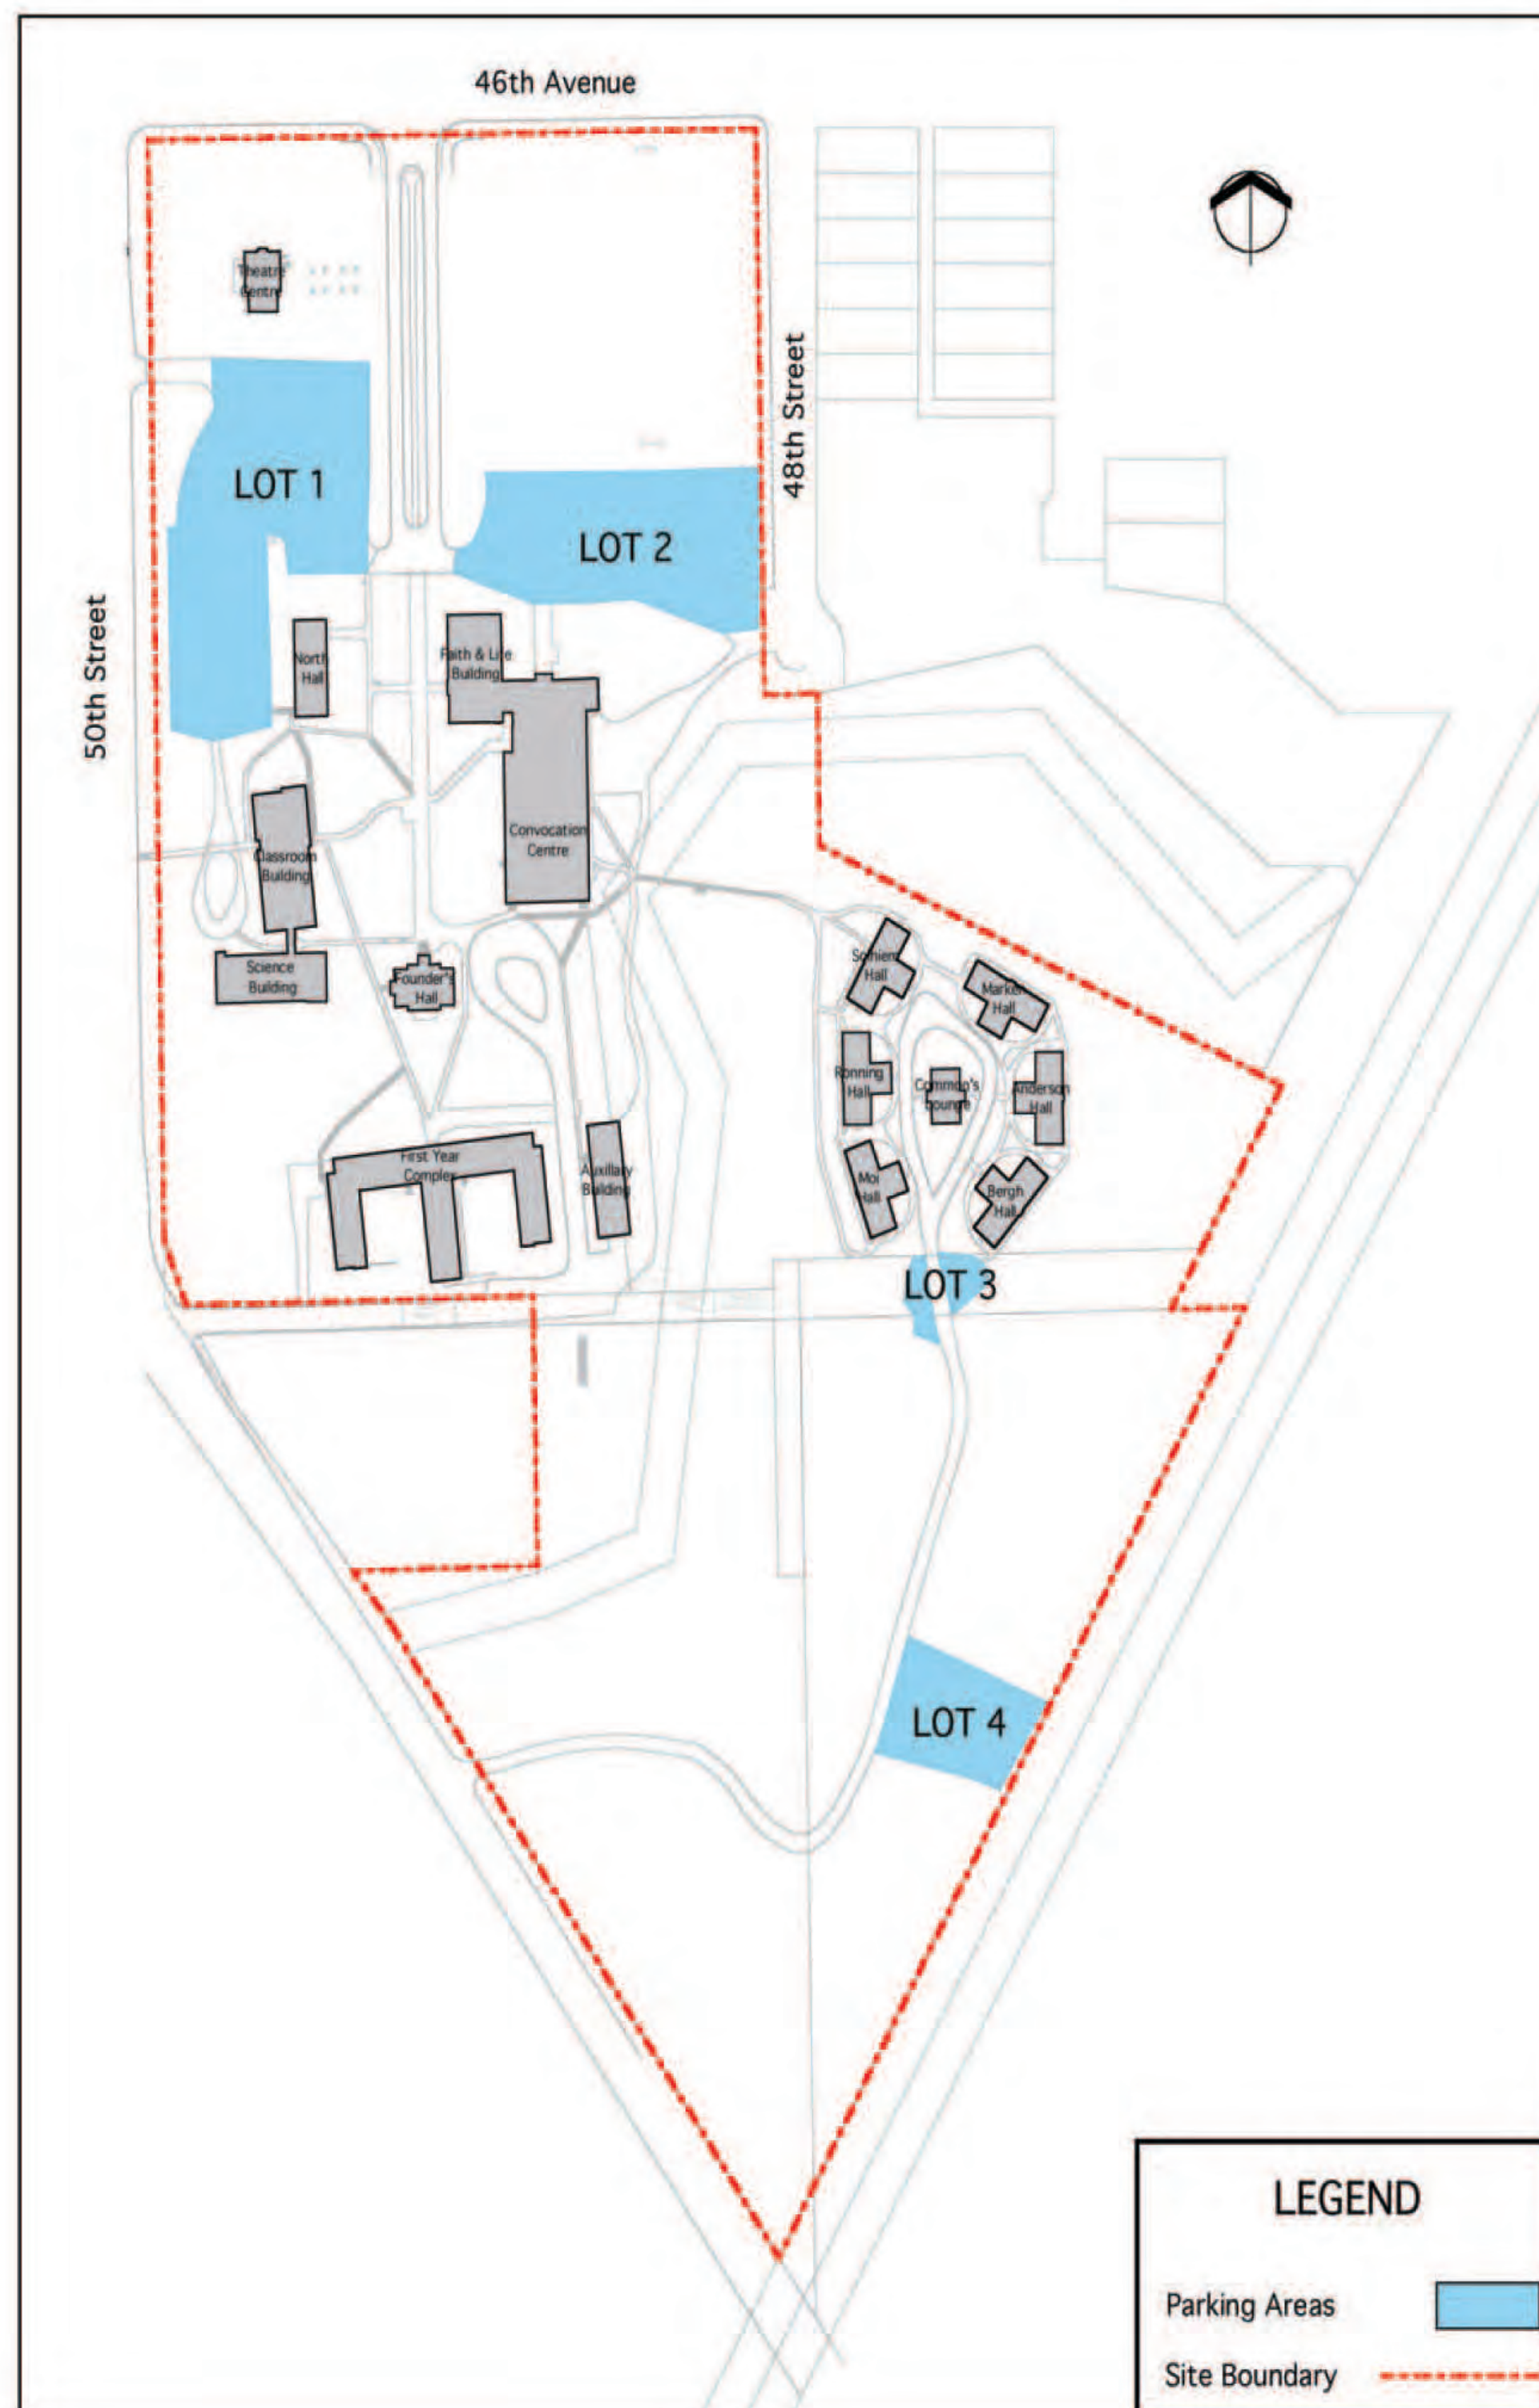 46th Avenue
Theatre
Centre
48th Street
LOT 1
LOT 2
50th Street
North
Hall
Faith & Life
Building
Convocation
Centre
Classroom
Building
Science
Building
Founder's
Hall
Hall
Marken
Hall
Ronning
Hall
Common's
Lounge
Anderson
Hall
First Year
Complex
Auxillary
Building
Moi
Hall
Bergh
Hall
LOT 3
LOT 4
LEGEND
Parking Areas
Site Boundary